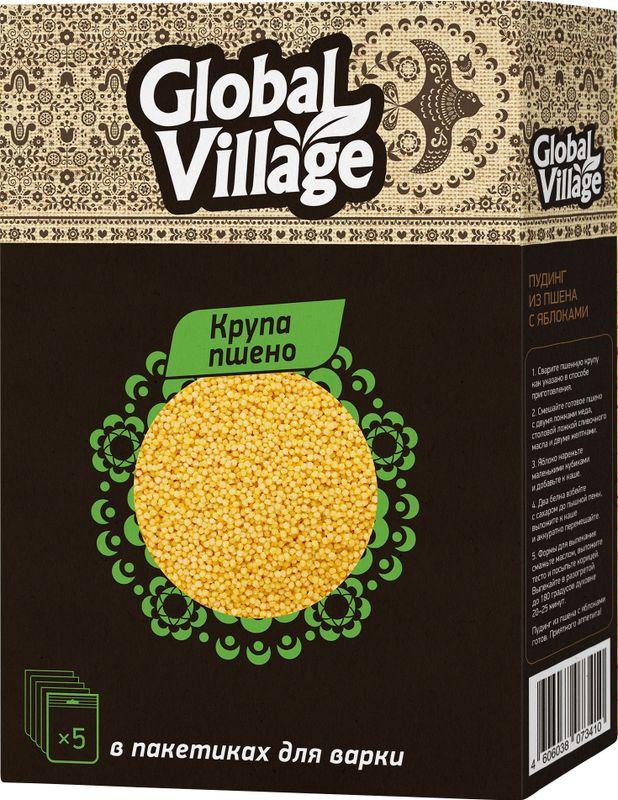 Global
Village
Крупа
пшено
×5
в пакетиках для варки
Global
Village
ПУДИНГ
ИЗ ПШЕНА
С ЯБЛОКАМИ
1. Сварите пшенную крупу
как указано в способе
приготовления.
2. Смешайте готовое пшено
с двумя ложками меда,
столовой ложкой сливочного
масла и двумя желтками.
3. Яблоко нарежьте
маленькими кубиками
и добавьте к каше.
4. Два белка взбейте
с сахаром до пышной пены,
выложите к каше
и аккуратно перемешайте.
5. Формы для выпекания
смажьте маслом, выложите
тесто и посыпьте корицей.
Выпекайте в разогретой
до 180 градусов духовке
20-25 минут.
Пудинг из пшена с яблоками
готов. Приятного аппетита!
4 606038 073410